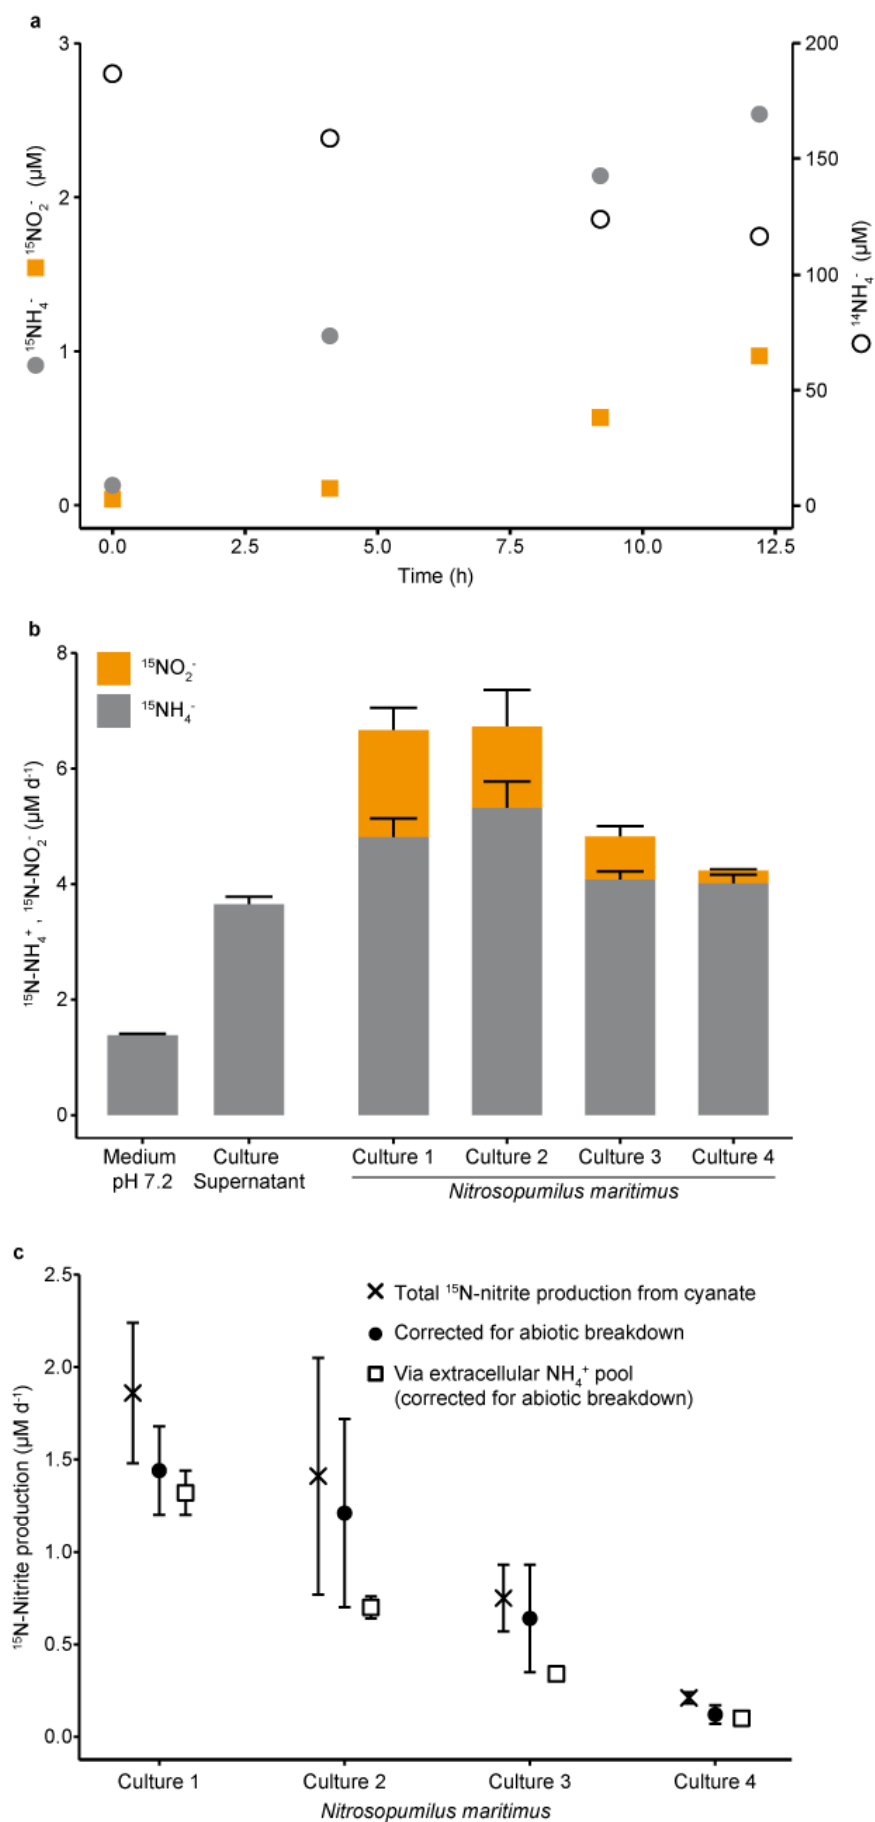 a
3
2
1
0
¹⁵NH₄⁻ ¹⁵NO₂⁻ (µM)
200
150
100
50
0
¹⁴NH₄⁻ (µM)
0.0 2.5 5.0 7.5 10.0 12.5
Time (h)
b
8
6
4
2
0
¹⁵N-NH₄⁺, ¹⁵N-NO₂⁻ (µM d⁻¹)
¹⁵NO₂⁻
¹⁵NH₄⁻
Medium
pH 7.2
Culture
Supernatant
Culture 1 Culture 2 Culture 3 Culture 4
Nitrosopumilus maritimus
c
2.5
2.0
1.5
1.0
0.5
0.0
¹⁵N-Nitrite production (µM d⁻¹)
Total ¹⁵N-nitrite production from cyanate
Corrected for abiotic breakdown
Via extracellular NH₄⁺ pool
(corrected for abiotic breakdown)
Culture 1 Culture 2 Culture 3 Culture 4
Nitrosopumilus maritimus